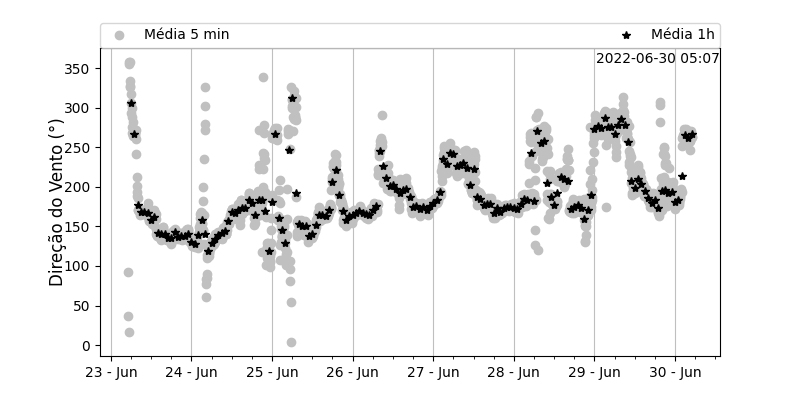 Média 5 min
Média 1h
2022-06-30 05:07
Direção do Vento (°)
350
300
250
200
150
100
50
0
23 - Jun
24 - Jun
25 - Jun
26 - Jun
27 - Jun
28 - Jun
29 - Jun
30 - Jun